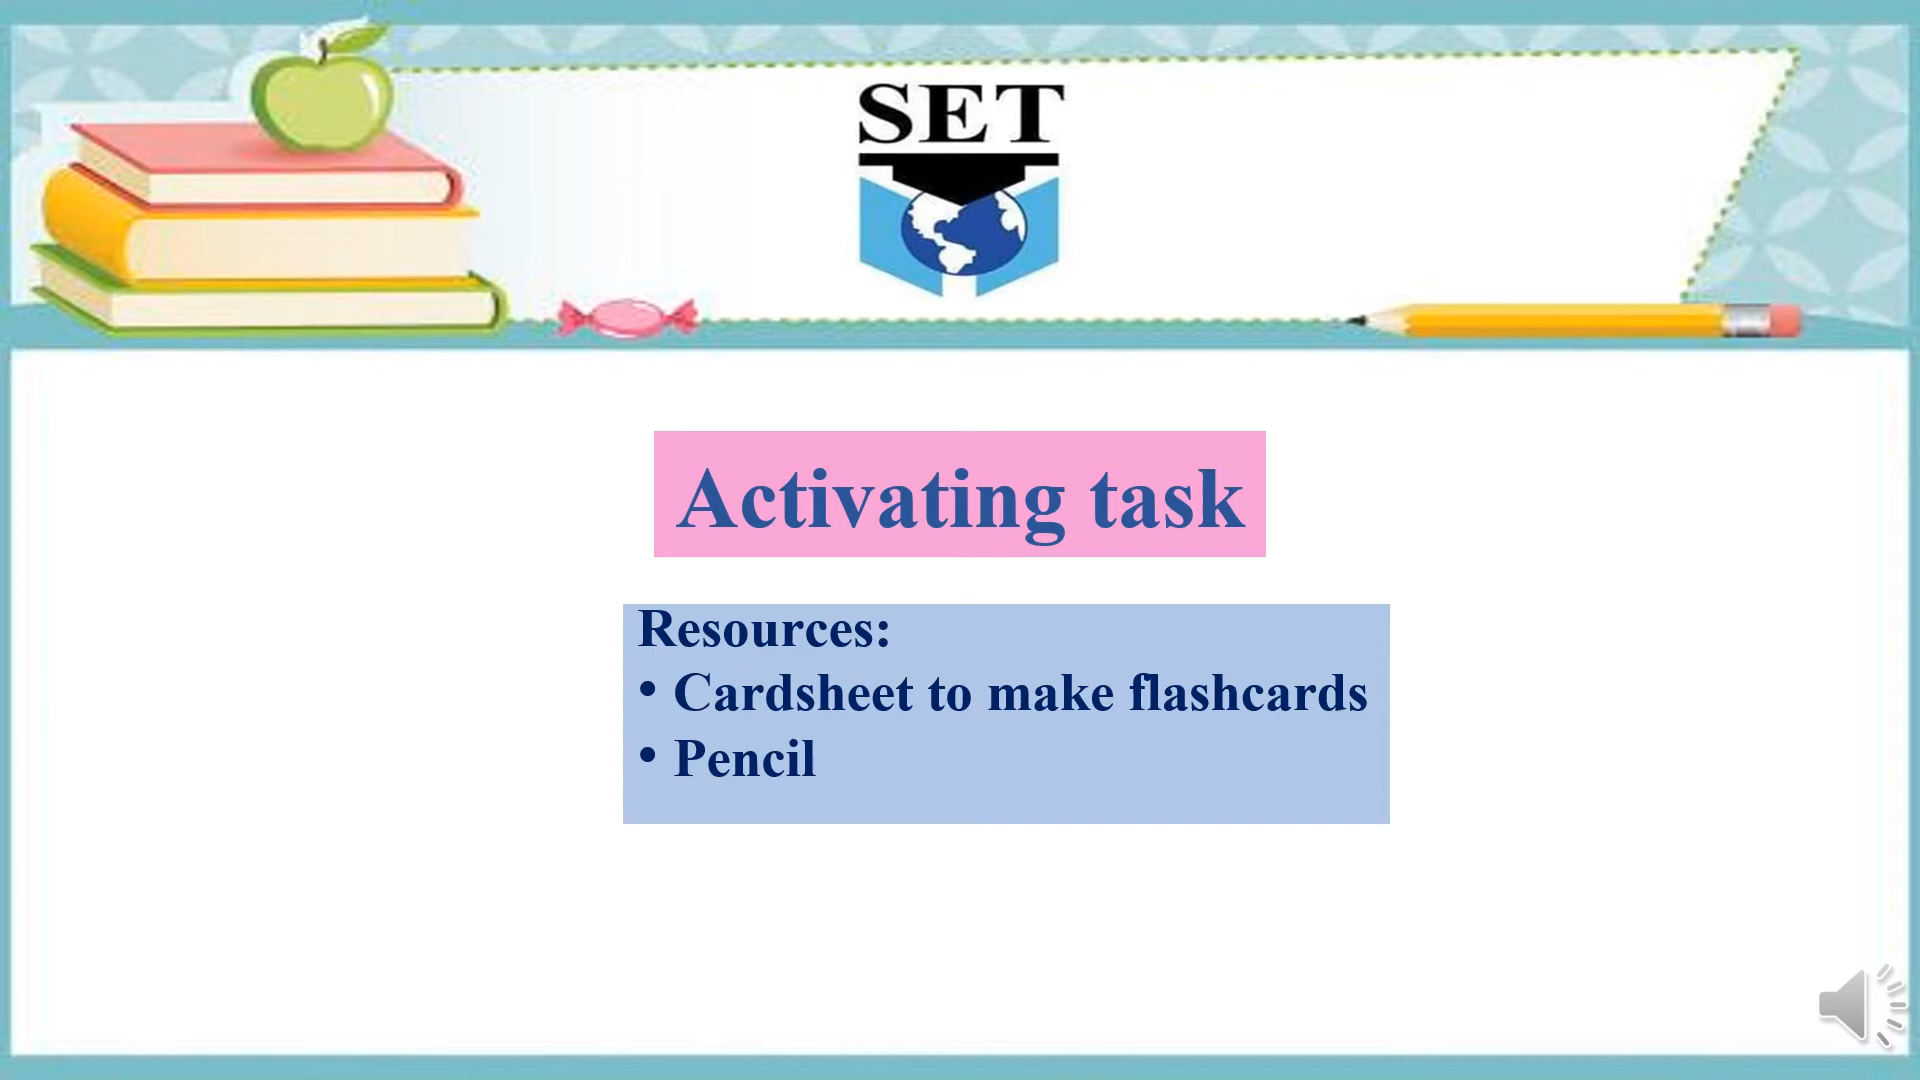 SET
Activating task
Resources:
• Cardsheet to make flashcards
• Pencil